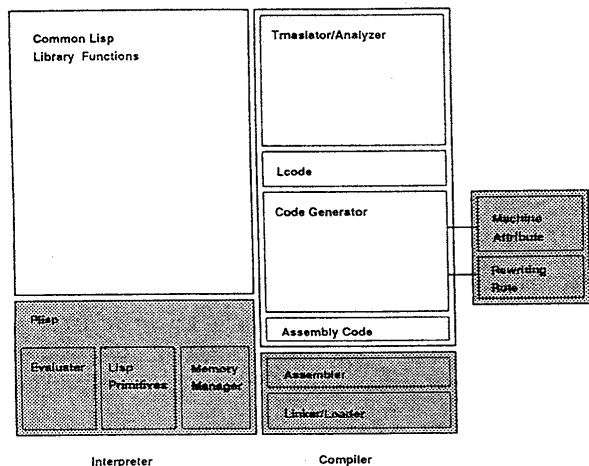 Common Lisp
Library Functions
Trnaslator/Analyzer
Lcode
Code Generator
Machine
Attribute
Rewriting
Rule
Assembly Code
Evaluater
Lisp
Primitives
Memory
Manager
Assembler
Linker/Loader
Interpreter
Compiler